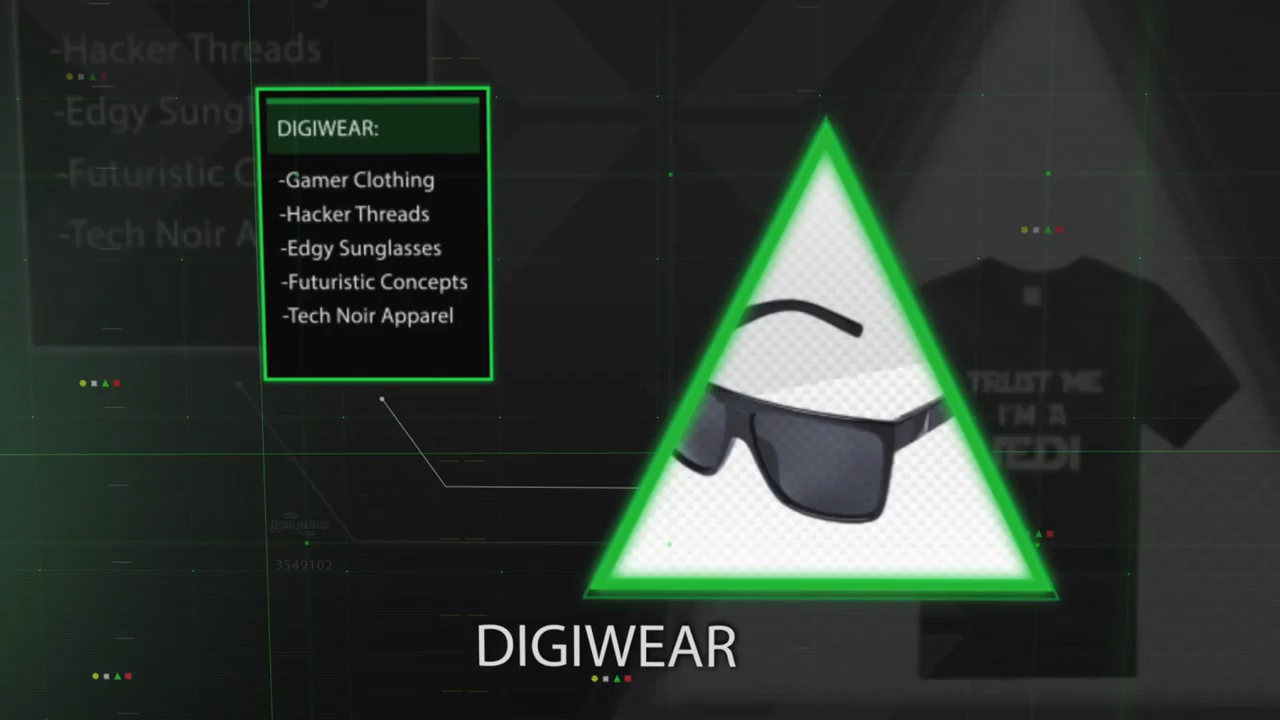 -Hacker Threads
-Edgy Sungl
-Futuristic C
-Tech Noir A
DIGIWEAR:
-Gamer Clothing
-Hacker Threads
-Edgy Sunglasses
-Futuristic Concepts
-Tech Noir Apparel
TRUST ME
I'M A
JEDI
3549102
DIGIWEAR